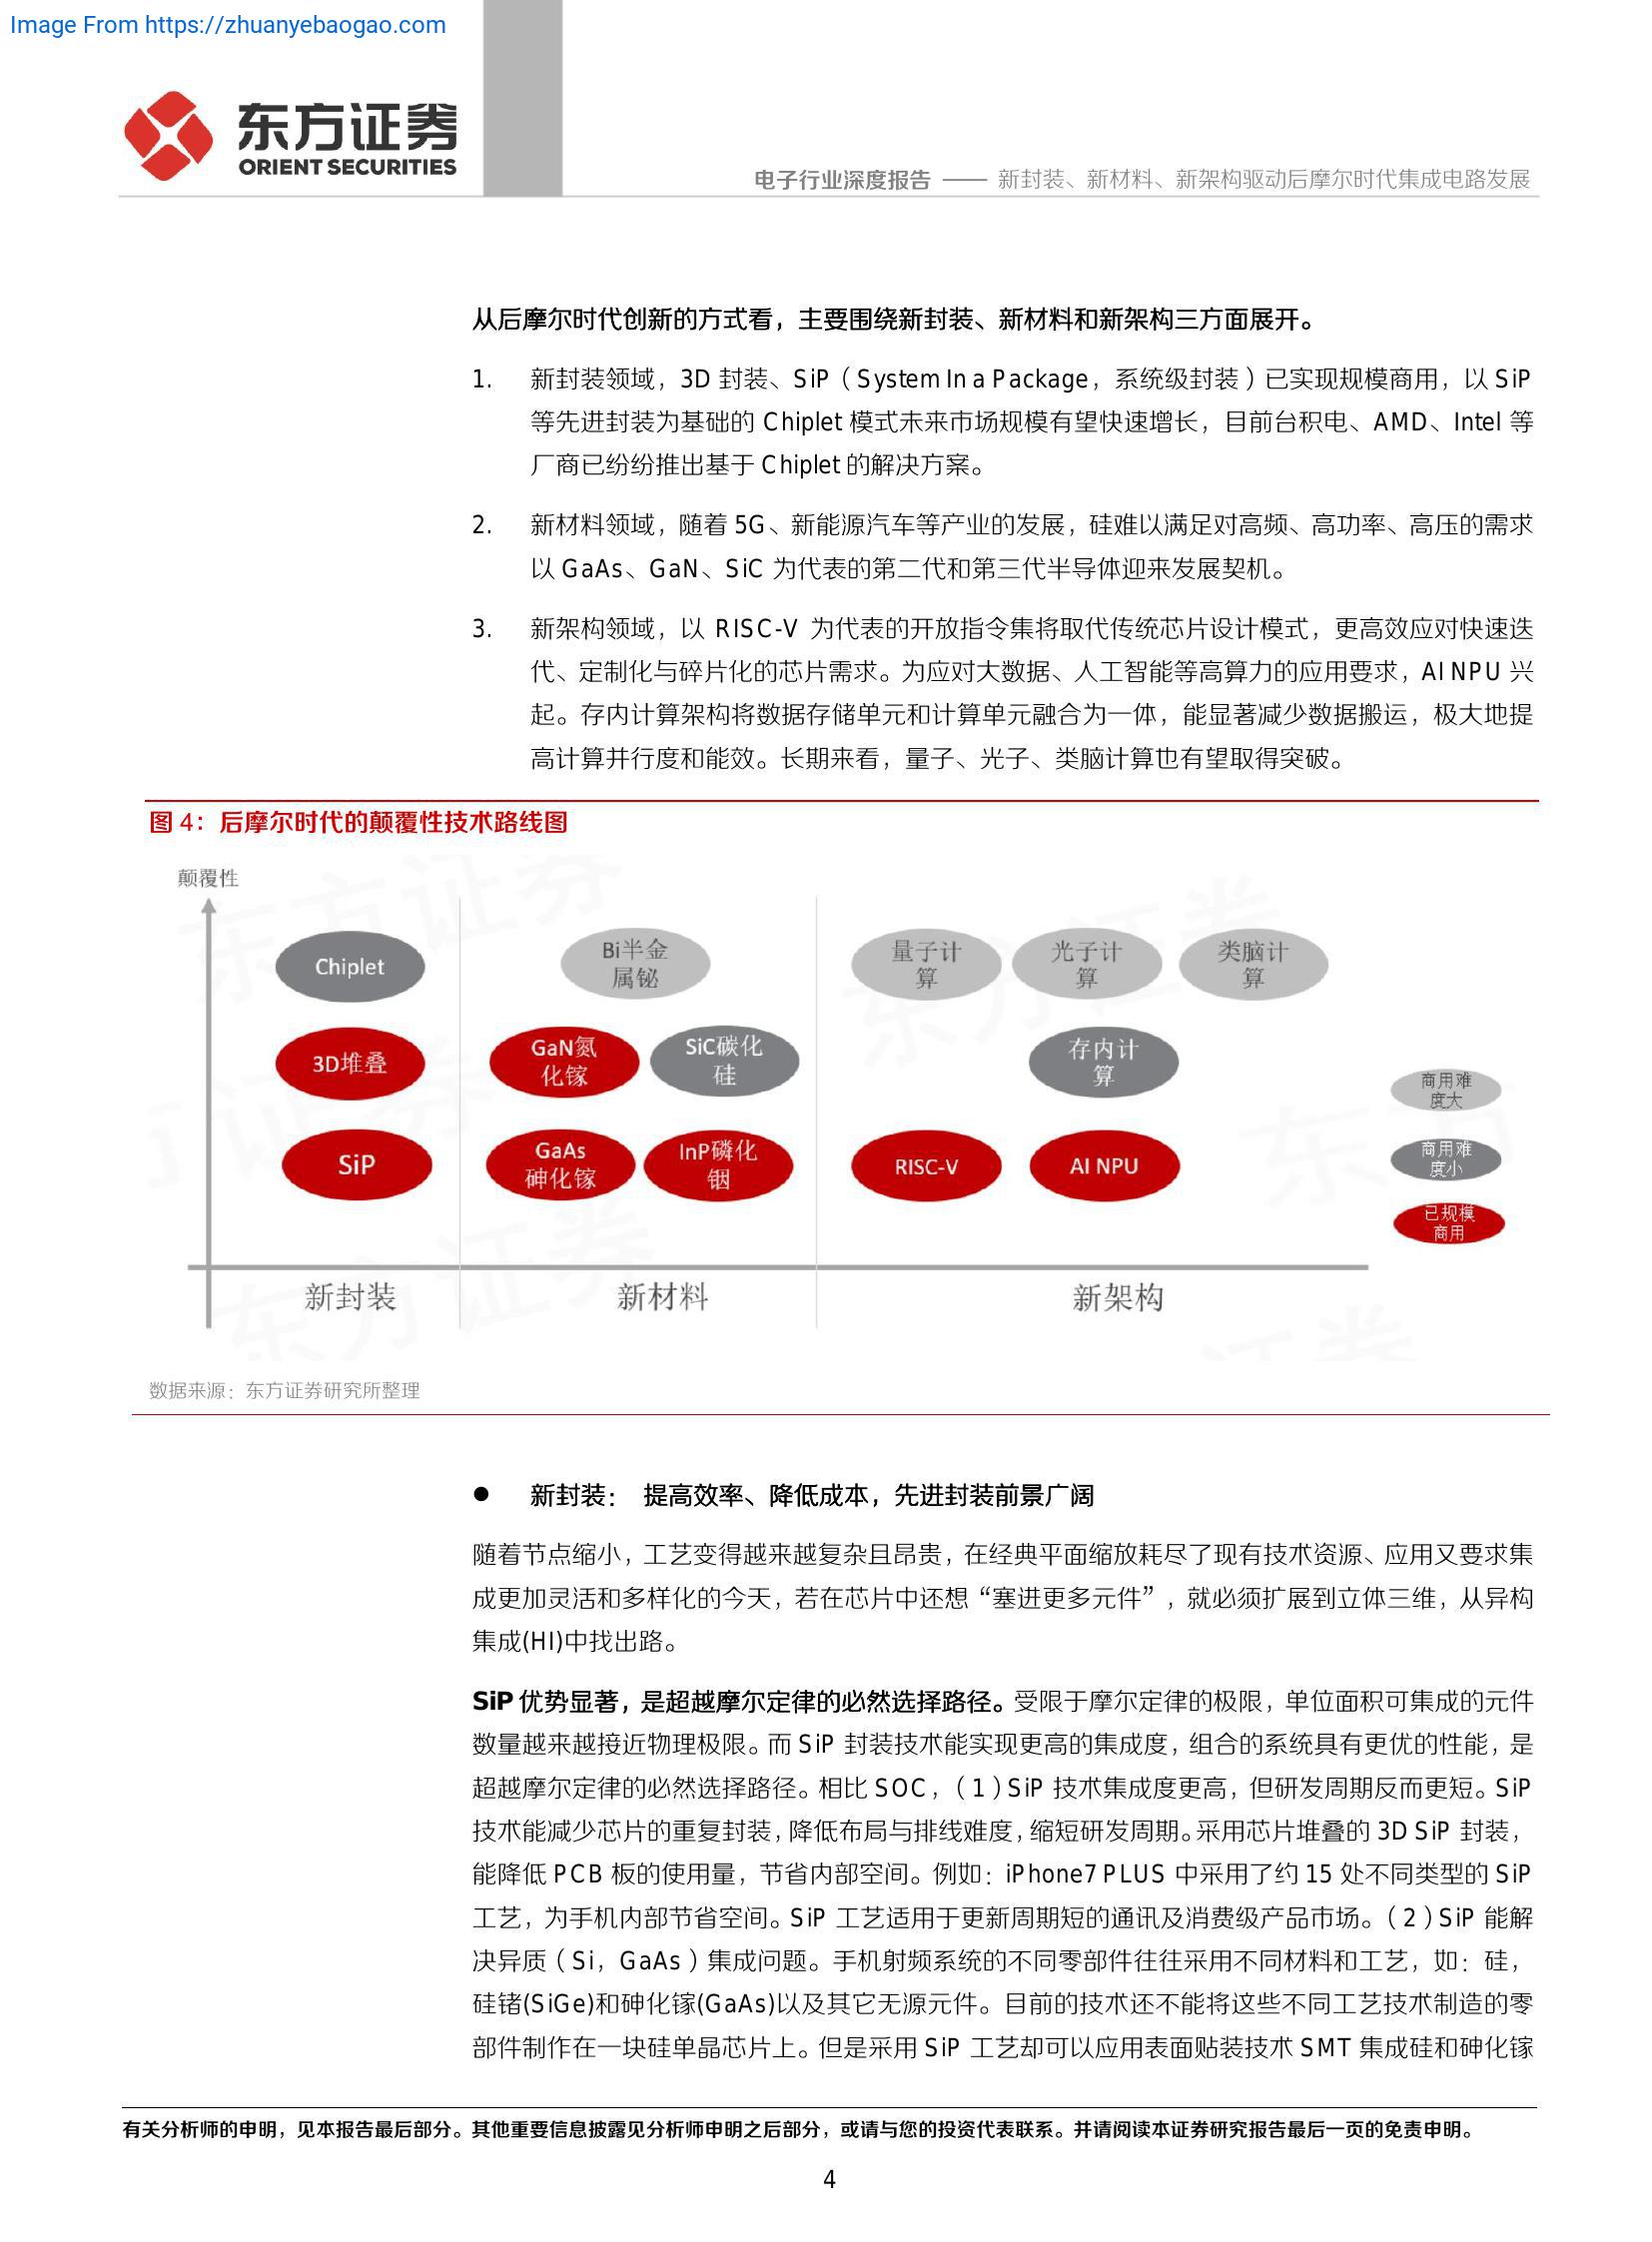 Image From https://zhuanyebaogao.com
东方证券
ORIENT SECURITIES
电子行业深度报告 —— 新封装、新材料、新架构驱动后摩尔时代集成电路发展
从后摩尔时代创新的方式看，主要围绕新封装、新材料和新架构三方面展开。
1. 新封装领域，3D 封装、SiP（System In a Package，系统级封装）已实现规模商用，以 SiP
等先进封装为基础的 Chiplet 模式未来市场规模有望快速增长，目前台积电、AMD、Intel 等
厂商已纷纷推出基于 Chiplet 的解决方案。
2. 新材料领域，随着 5G、新能源汽车等产业的发展，硅难以满足对高频、高功率、高压的需求
以 GaAs、GaN、SiC 为代表的第二代和第三代半导体迎来发展契机。
3. 新架构领域，以 RISC-V 为代表的开放指令集将取代传统芯片设计模式，更高效应对快速迭
代、定制化与碎片化的芯片需求。为应对大数据、人工智能等高算力的应用要求，AI NPU 兴
起。存内计算架构将数据存储单元和计算单元融合为一体，能显著减少数据搬运，极大地提
高计算并行度和能效。长期来看，量子、光子、类脑计算也有望取得突破。
图 4：后摩尔时代的颠覆性技术路线图
颠覆性
Chiplet
Bi半金
属铋
量子计
算
光子计
算
类脑计
算
3D堆叠
GaN氮
化镓
SiC碳化
硅
存内计
算
SiP
GaAs
砷化镓
InP磷化
铟
RISC-V
AI NPU
商用难
度大
商用难
度小
已规模
商用
新封装
新材料
新架构
数据来源：东方证券研究所整理
● 新封装： 提高效率、降低成本，先进封装前景广阔
随着节点缩小，工艺变得越来越复杂且昂贵，在经典平面缩放耗尽了现有技术资源、应用又要求集
成更加灵活和多样化的今天，若在芯片中还想“塞进更多元件”，就必须扩展到立体三维，从异构
集成(HI)中找出路。
SiP 优势显著，是超越摩尔定律的必然选择路径。受限于摩尔定律的极限，单位面积可集成的元件
数量越来越接近物理极限。而 SiP 封装技术能实现更高的集成度，组合的系统具有更优的性能，是
超越摩尔定律的必然选择路径。相比 SOC，（1）SiP 技术集成度更高，但研发周期反而更短。SiP
技术能减少芯片的重复封装，降低布局与排线难度，缩短研发周期。采用芯片堆叠的 3D SiP 封装，
能降低 PCB 板的使用量，节省内部空间。例如：iPhone7 PLUS 中采用了约 15 处不同类型的 SiP
工艺，为手机内部节省空间。SiP 工艺适用于更新周期短的通讯及消费级产品市场。（2）SiP 能解
决异质（Si，GaAs）集成问题。手机射频系统的不同零部件往往采用不同材料和工艺，如：硅，
硅锗(SiGe)和砷化镓(GaAs)以及其它无源元件。目前的技术还不能将这些不同工艺技术制造的零
部件制作在一块硅单晶芯片上。但是采用 SiP 工艺却可以应用表面贴装技术 SMT 集成硅和砷化镓
有关分析师的申明，见本报告最后部分。其他重要信息披露见分析师申明之后部分，或请与您的投资代表联系。并请阅读本证券研究报告最后一页的免责申明。
4